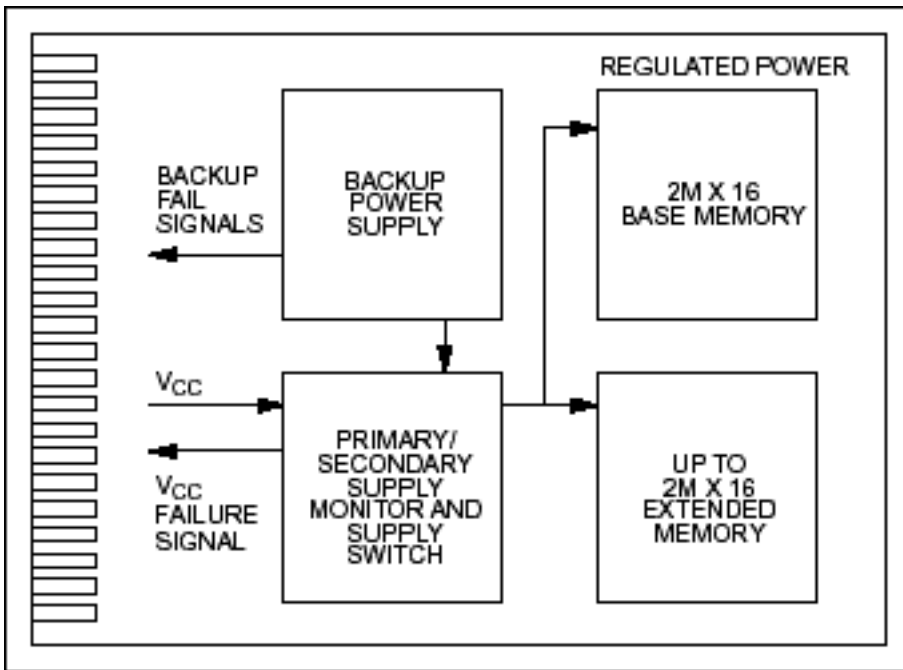 REGULATED POWER
BACKUP
FAIL
SIGNALS
BACKUP
POWER
SUPPLY
2M X 16
BASE MEMORY
VCC
VCC
FAILURE
SIGNAL
PRIMARY/
SECONDARY
SUPPLY
MONITOR AND
SUPPLY
SWITCH
UP TO
2M X 16
EXTENDED
MEMORY